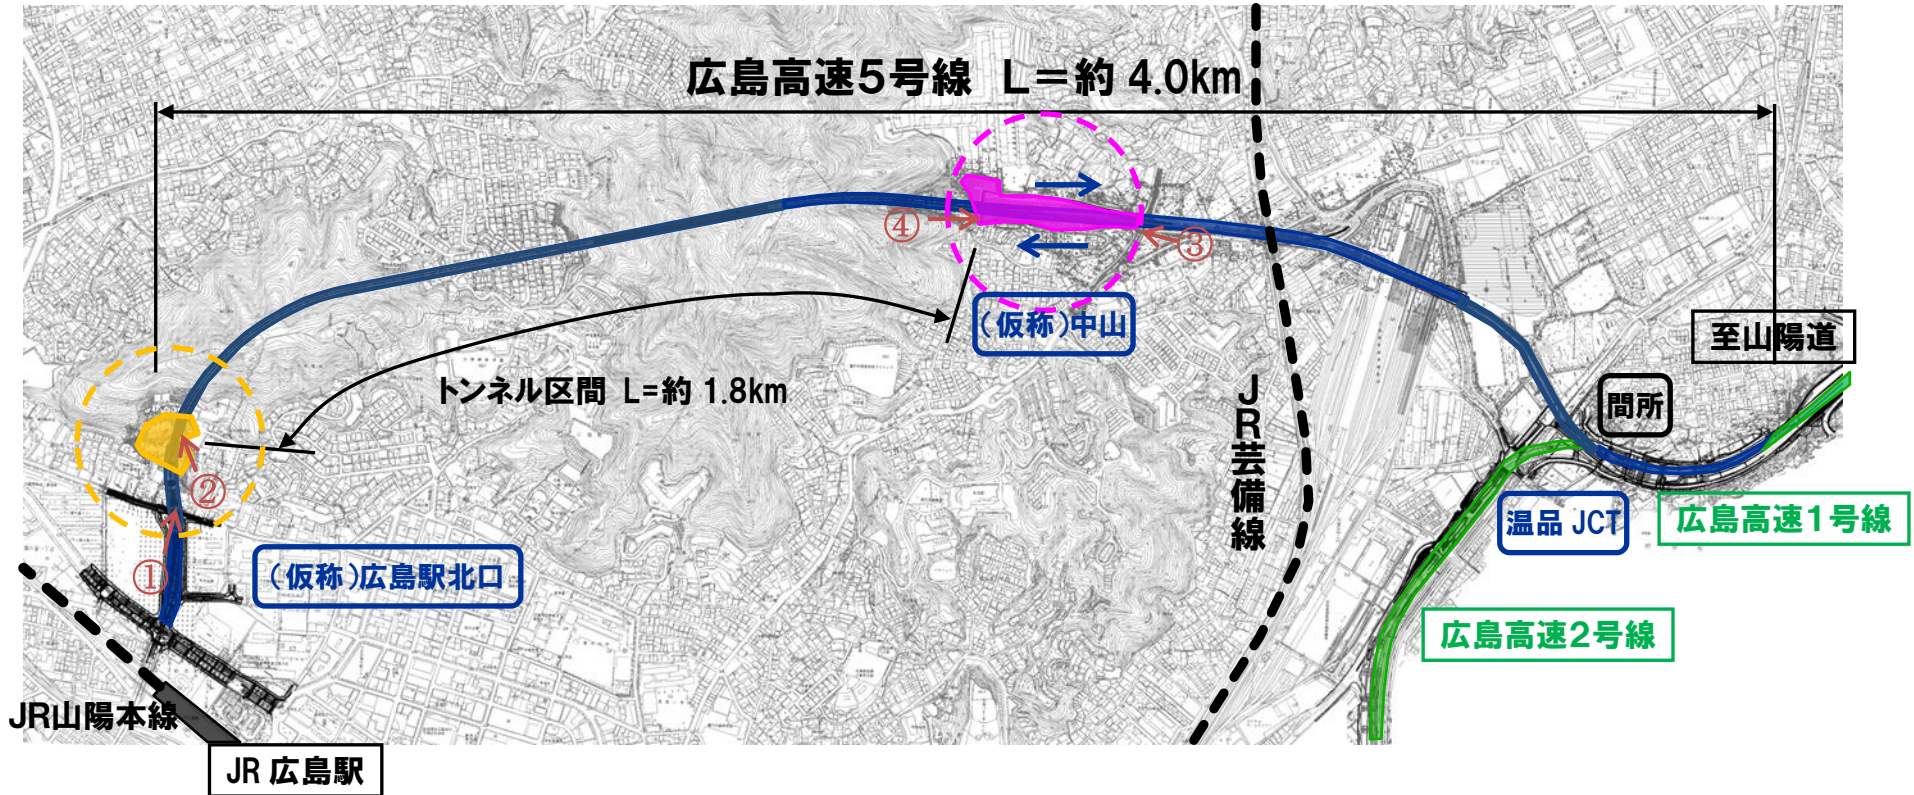 広島高速5号線 L=約 4.0km
④
③
(仮称)中山
至山陽道
トンネル区間 L=約 1.8km
間所
JR芸備線
②
温品 JCT
広島高速1号線
①
(仮称)広島駅北口
広島高速2号線
JR山陽本線
JR 広島駅